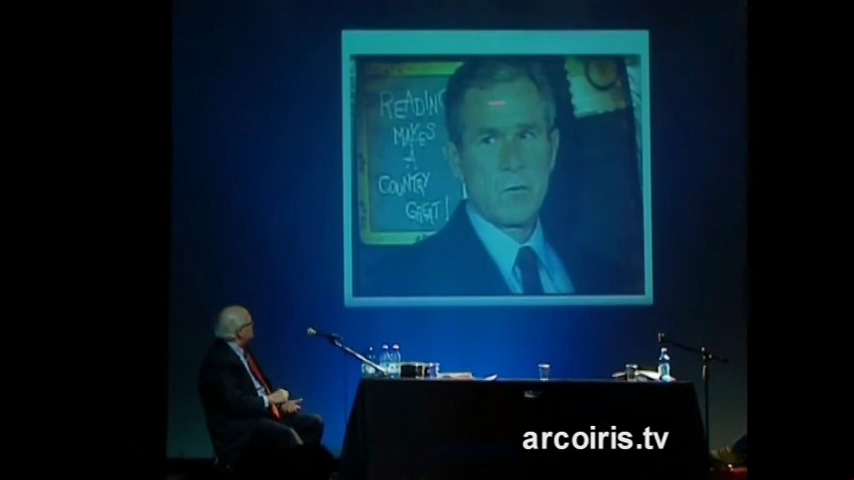 READING
MAKES
A
COUNTRY
GREAT!
arcoiris.tv